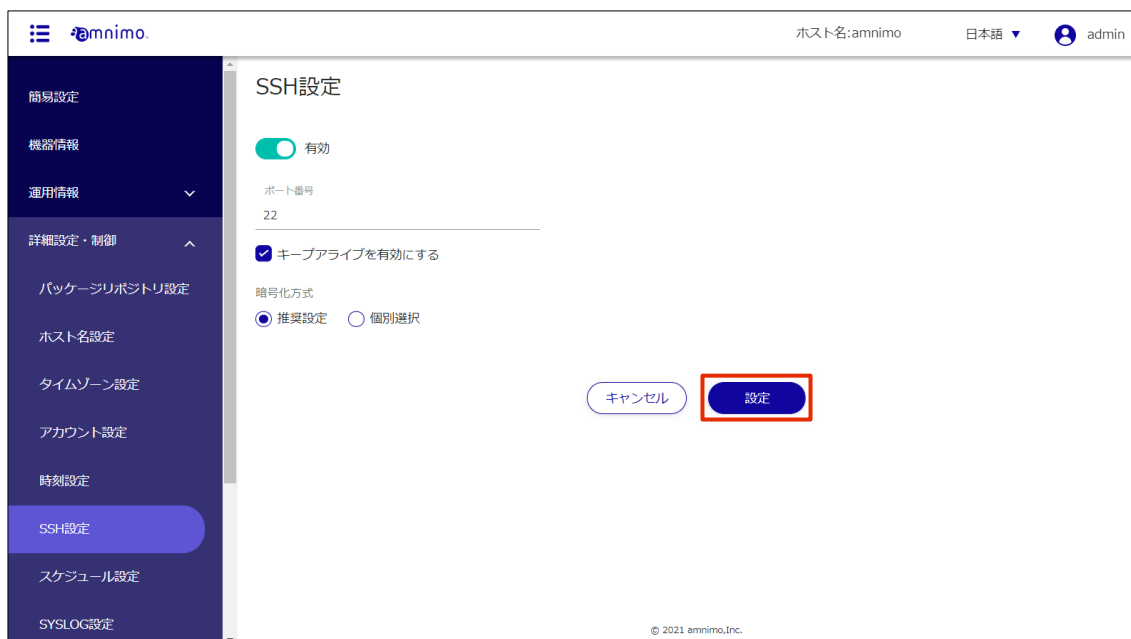 amnimo.
ホスト名:amnimo
日本語 ▼
admin
簡易設定
機器情報
運用情報
詳細設定・制御
パッケージリポジトリ設定
ホスト名設定
タイムゾーン設定
アカウント設定
時刻設定
SSH設定
スケジュール設定
SYSLOG設定
SSH設定
有効
ポート番号
22
キープアライブを有効にする
暗号化方式
推奨設定 個別選択
キャンセル 設定
© 2021 amnimo,Inc.